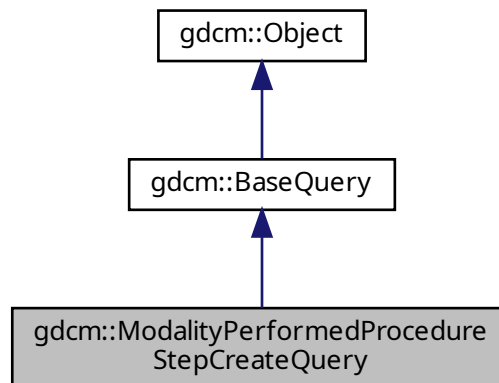 gdcm::Object
gdcm::BaseQuery
gdcm::ModalityPerformedProcedure
StepCreateQuery